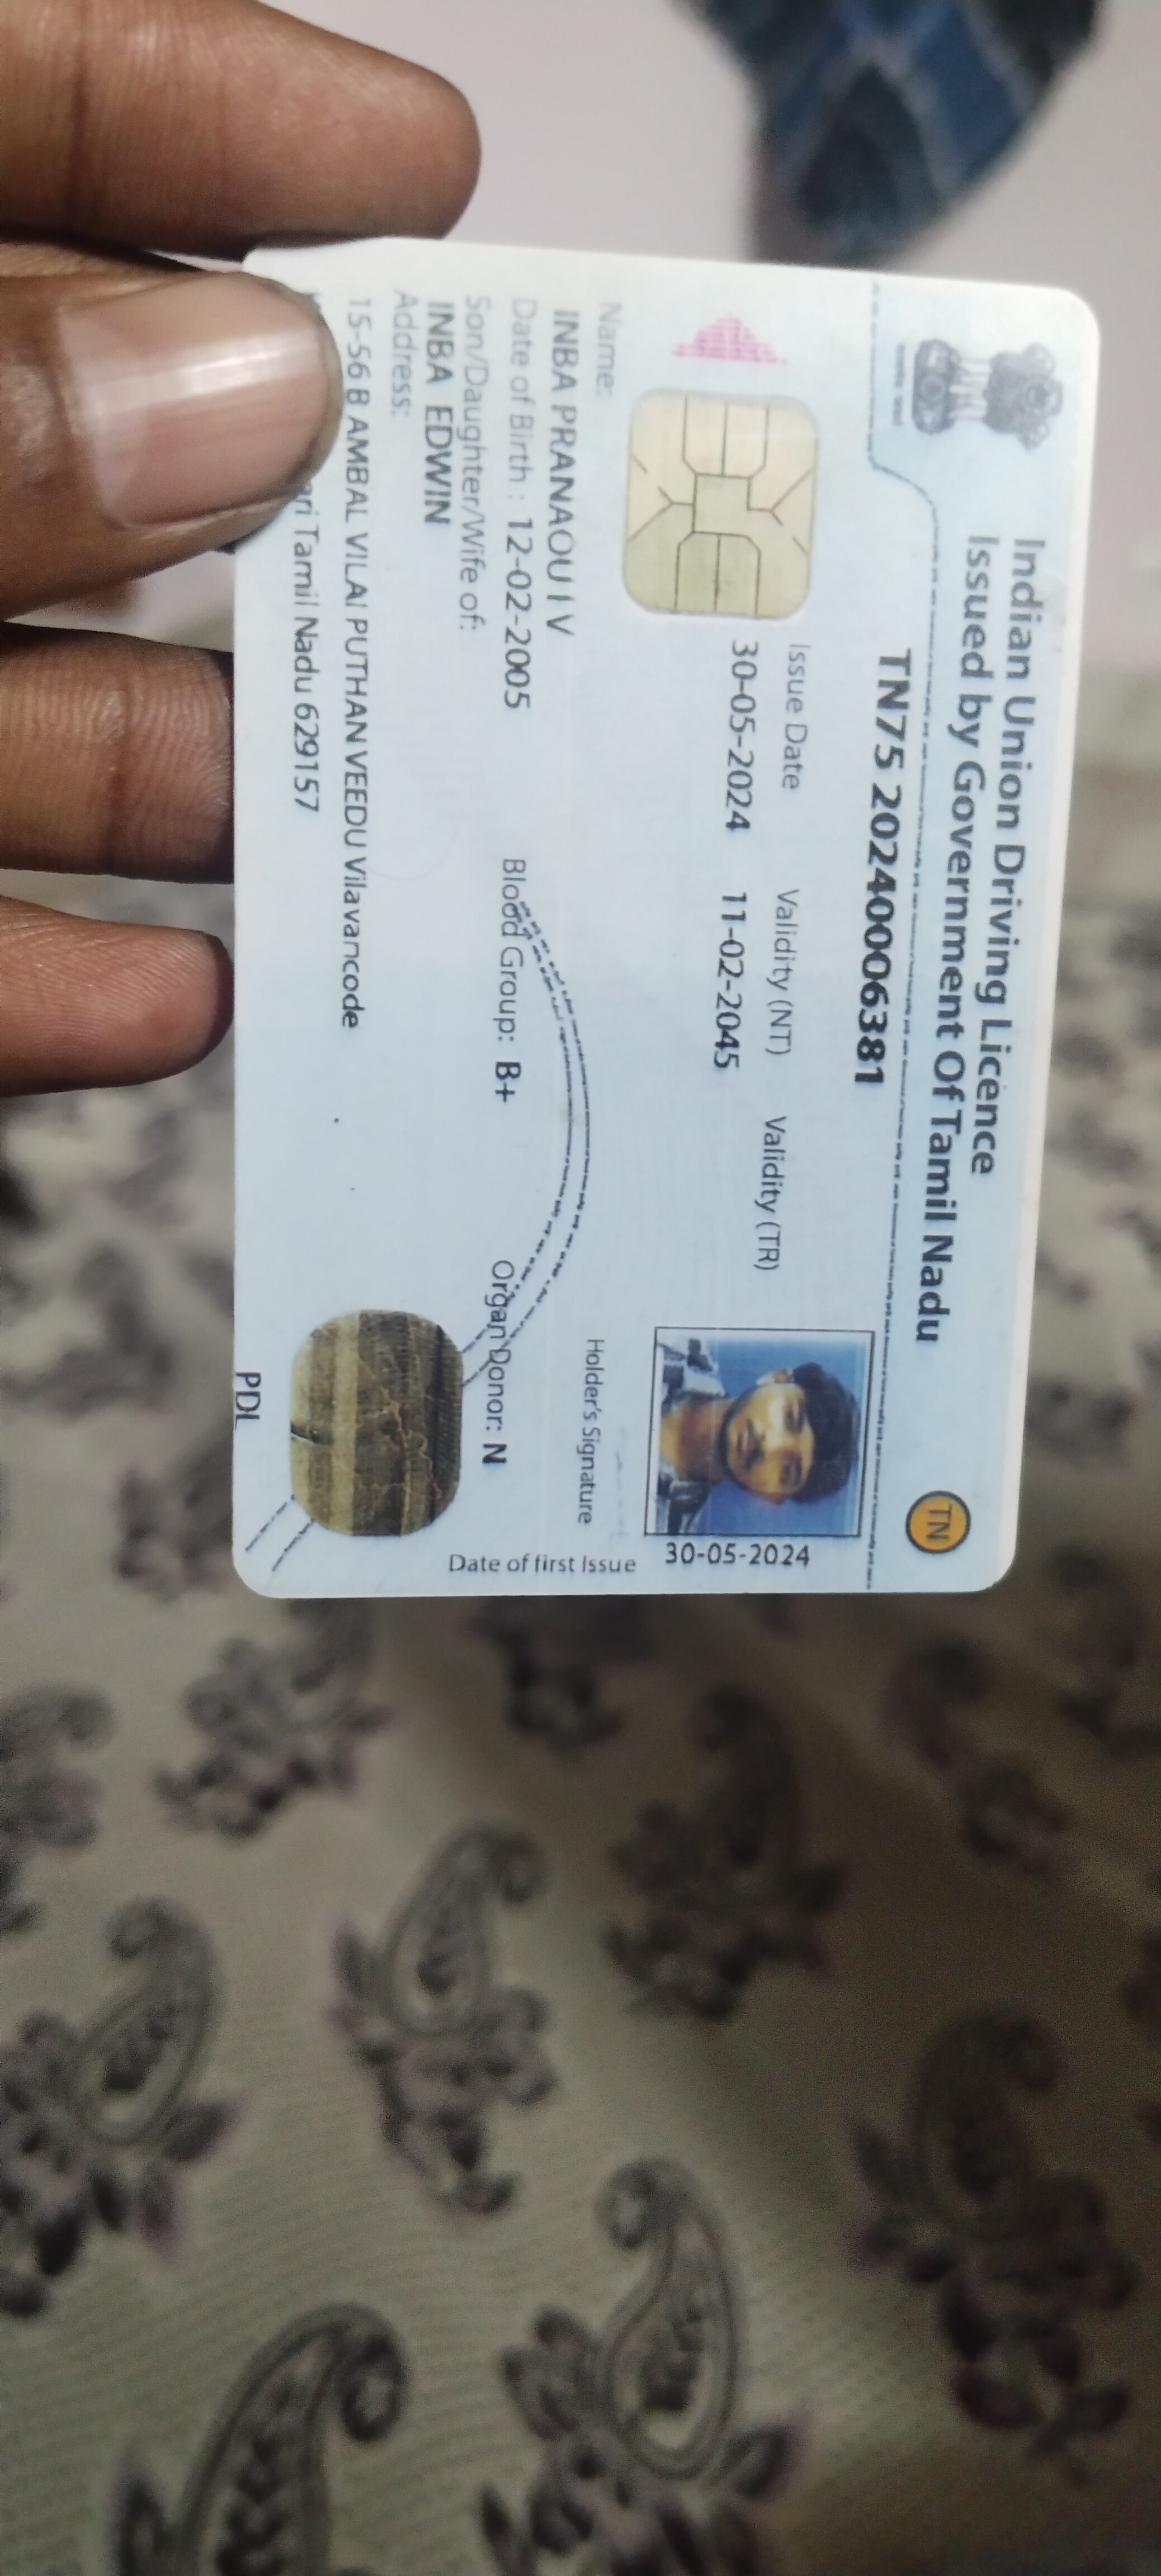 Indian Union Driving Licence
Issued by Government Of Tamil Nadu
TN
TN75 20240006381
Issue Date Validity (NT) Validity (TR)
30-05-2024 11-02-2045
30-05-2024
Date of first Issue
Holder's Signature
Name:
INBA PRANAOU I V
Date of Birth : 12-02-2005 Blood Group: B+ Organ Donor: N
Son/Daughter/Wife of:
INBA EDWIN
Address:
15-56 B AMBAL VILAI PUTHAN VEEDU Vilavancode
Tamil Nadu 629157
PDL